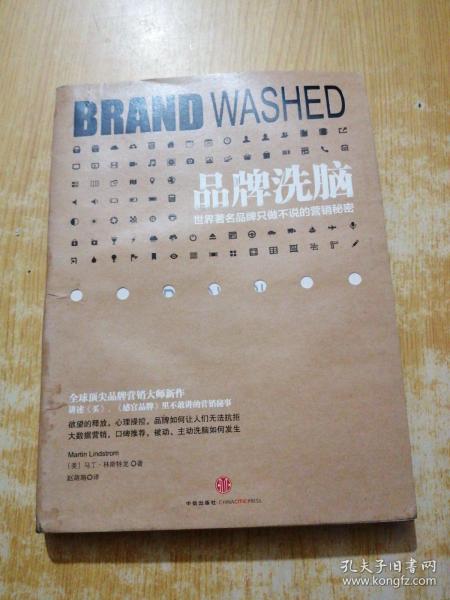 BRAND WASHED
品牌洗脑
世界著名品牌只做不说的营销秘密
全球顶尖品牌营销大师新作
讲述《买》、《感官品牌》里不敢讲的营销秘事
欲望的释放,心理操控,品牌如何让人们无法抗拒
大数据营销,口碑推荐,被动、主动洗脑如何发生
Martin Lindstrom
[美] 马丁·林斯特龙◎著
赵萌萌◎译
中信出版社·CHINA CITIC PRESS
孔夫子旧书网
www.kongfz.com